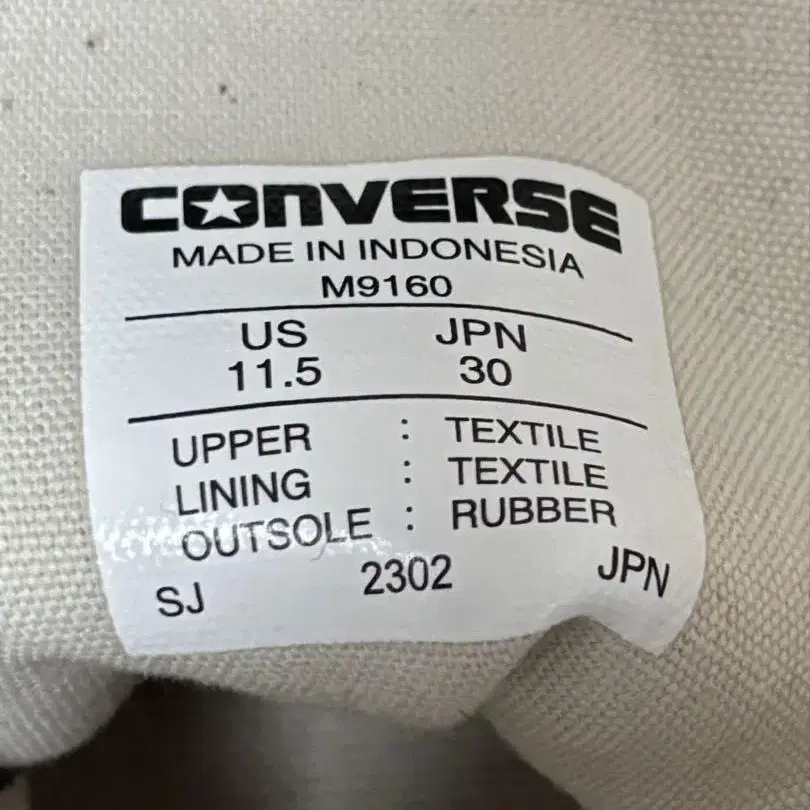 CONVERSE
MADE IN INDONESIA
M9160
US JPN
11.5 30
UPPER : TEXTILE
LINING : TEXTILE
OUTSOLE : RUBBER
SJ 2302 JPN